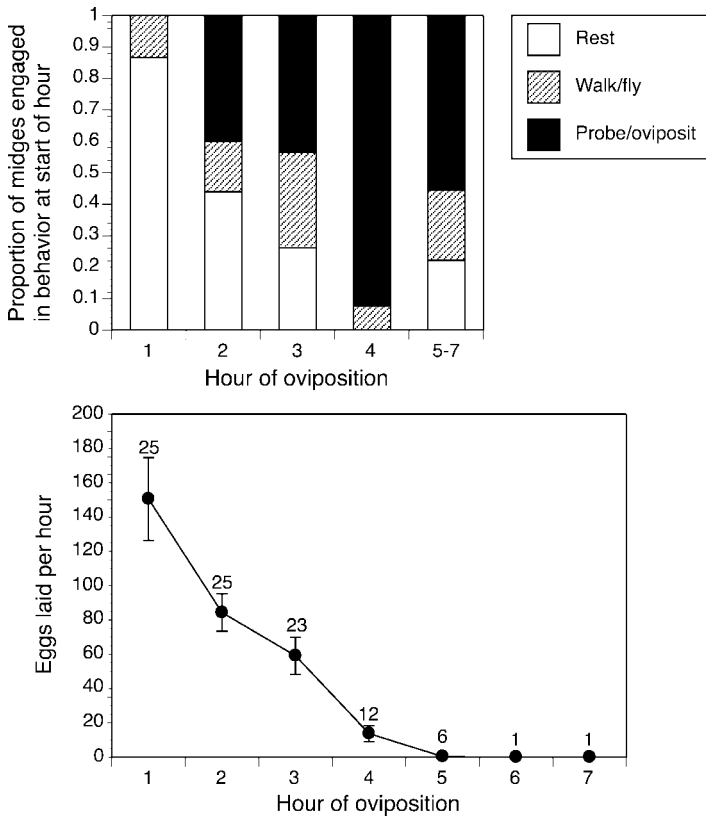 Proportion of midges engaged
in behavior at start of hour
1
0.9
0.8
0.7
0.6
0.5
0.4
0.3
0.2
0.1
0
1 2 3 4 5-7
Hour of oviposition
Rest
Walk/fly
Probe/oviposit
Eggs laid per hour
200
180
160
140
120
100
80
60
40
20
0
25
25
23
12
6
1
1
1 2 3 4 5 6 7
Hour of oviposition